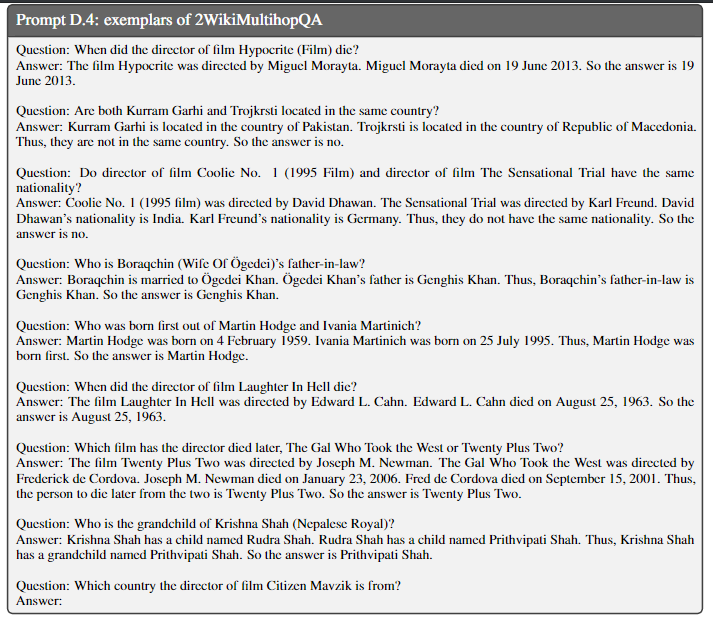 Prompt D.4: exemplars of 2WikiMultihopQA
Question: When did the director of film Hypocrite (Film) die?
Answer: The film Hypocrite was directed by Miguel Morayta. Miguel Morayta died on 19 June 2013. So the answer is 19
June 2013.
Question: Are both Kurram Garhi and Trojkrsti located in the same country?
Answer: Kurram Garhi is located in the country of Pakistan. Trojkrsti is located in the country of Republic of Macedonia.
Thus, they are not in the same country. So the answer is no.
Question: Do director of film Coolie No. 1 (1995 Film) and director of film The Sensational Trial have the same
nationality?
Answer: Coolie No. 1 (1995 film) was directed by David Dhawan. The Sensational Trial was directed by Karl Freund. David
Dhawan's nationality is India. Karl Freund's nationality is Germany. Thus, they do not have the same nationality. So the
answer is no.
Question: Who is Boraqchin (Wife Of Ögedei)'s father-in-law?
Answer: Boraqchin is married to Ögedei Khan. Ögedei Khan's father is Genghis Khan. Thus, Boraqchin's father-in-law is
Genghis Khan. So the answer is Genghis Khan.
Question: Who was born first out of Martin Hodge and Ivania Martinich?
Answer: Martin Hodge was born on 4 February 1959. Ivania Martinich was born on 25 July 1995. Thus, Martin Hodge was
born first. So the answer is Martin Hodge.
Question: When did the director of film Laughter In Hell die?
Answer: The film Laughter In Hell was directed by Edward L. Cahn. Edward L. Cahn died on August 25, 1963. So the
answer is August 25, 1963.
Question: Which film has the director died later, The Gal Who Took the West or Twenty Plus Two?
Answer: The film Twenty Plus Two was directed by Joseph M. Newman. The Gal Who Took the West was directed by
Frederick de Cordova. Joseph M. Newman died on January 23, 2006. Fred de Cordova died on September 15, 2001. Thus,
the person to die later from the two is Twenty Plus Two. So the answer is Twenty Plus Two.
Question: Who is the grandchild of Krishna Shah (Nepalese Royal)?
Answer: Krishna Shah has a child named Rudra Shah. Rudra Shah has a child named Prithvipati Shah. Thus, Krishna Shah
has a grandchild named Prithvipati Shah. So the answer is Prithvipati Shah.
Question: Which country the director of film Citizen Mavzik is from?
Answer: